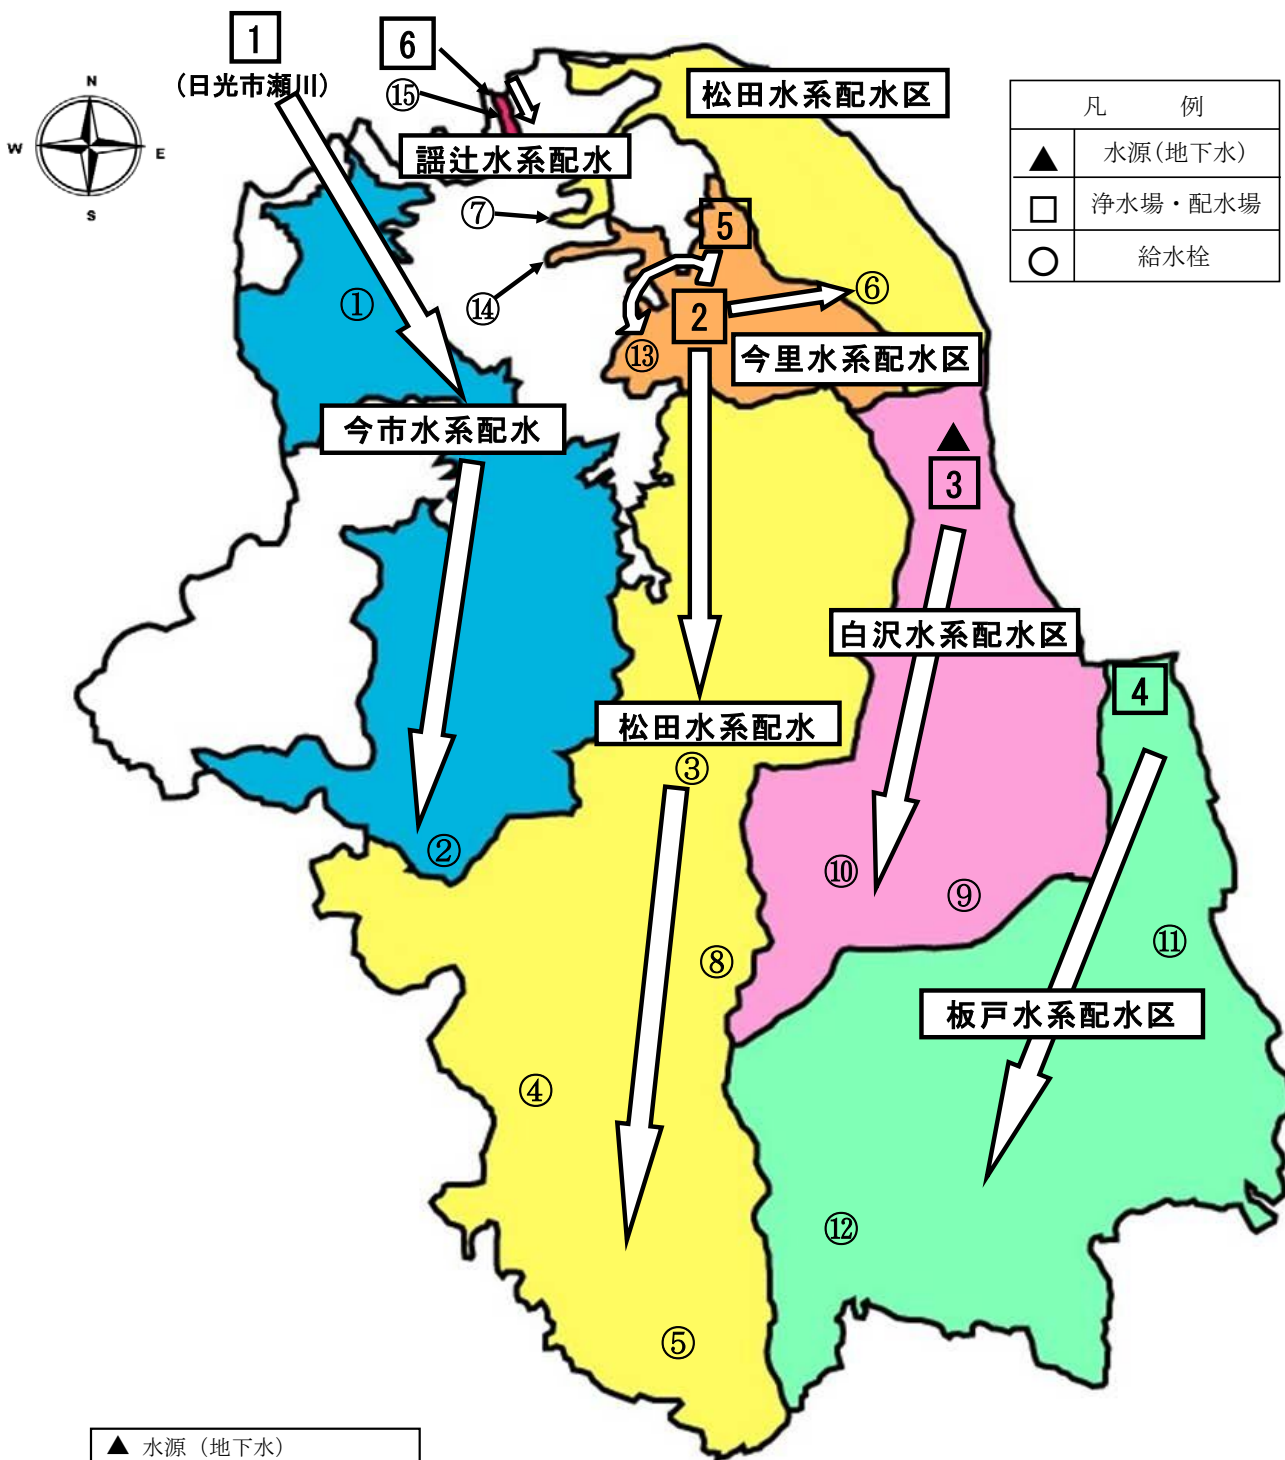 1
(日光市瀬川)
6
⑮
N
W
E
S
松田水系配水区
凡 例
▲ 水源(地下水)
□ 浄水場・配水場
○ 給水栓
謡辻水系配水
⑦
5
⑭
⑥
①
2
⑬
今里水系配水区
今市水系配水
3
白沢水系配水区
4
松田水系配水
③
②
⑩
⑨
⑧
⑪
板戸水系配水区
④
⑫
⑤
▲ 水源（地下水）